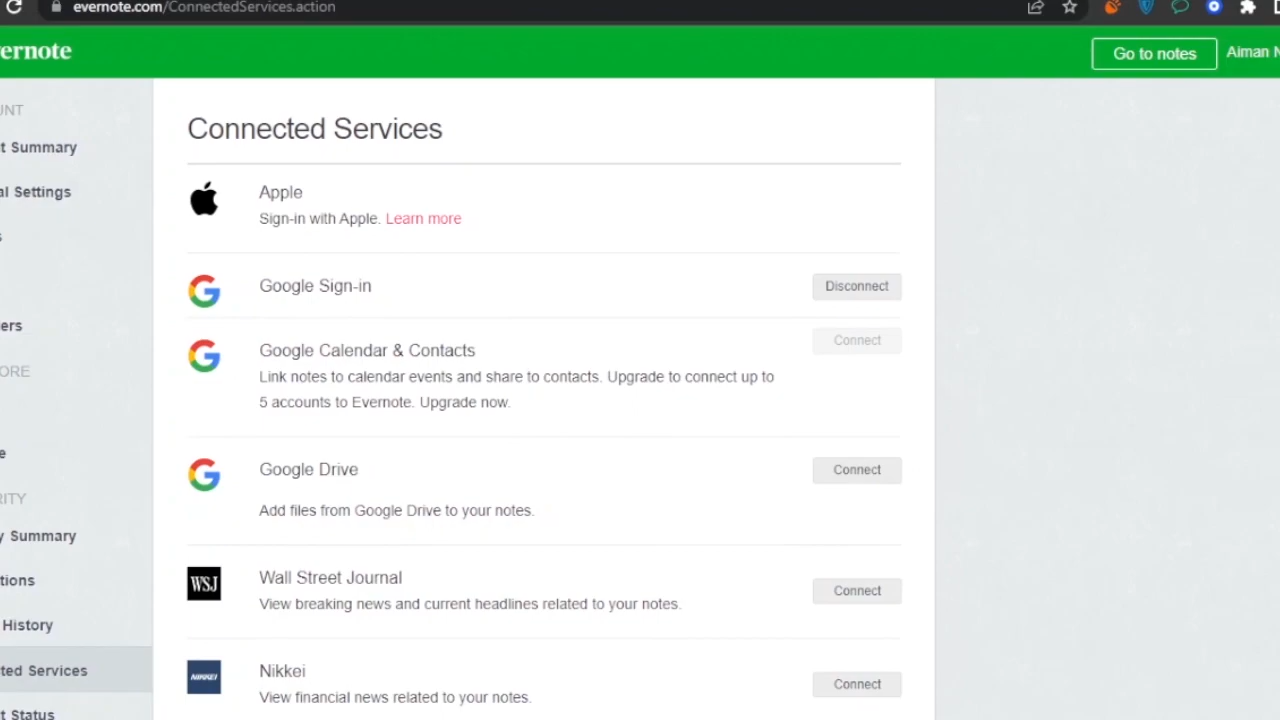 evernote.com/ConnectedServices.action
ernote
Go to notes
Aiman N
UNT
t Summary
al Settings
s
ers
ORE
e
RITY
y Summary
tions
History
ted Services
t Status
Connected Services
Apple
Sign-in with Apple. Learn more
Google Sign-in
Disconnect
Google Calendar & Contacts
Connect
Link notes to calendar events and share to contacts. Upgrade to connect up to
5 accounts to Evernote. Upgrade now.
Google Drive
Connect
Add files from Google Drive to your notes.
WSJ
Wall Street Journal
Connect
View breaking news and current headlines related to your notes.
NIKKEI
Nikkei
Connect
View financial news related to your notes.